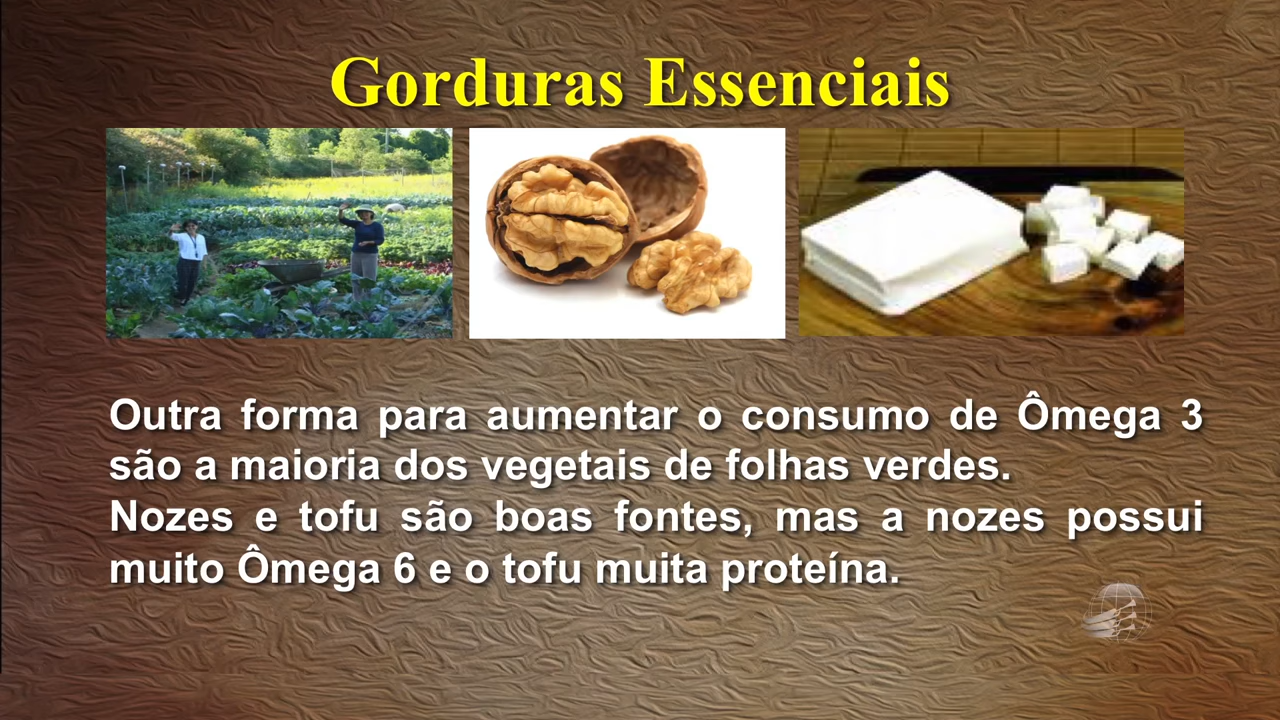 Gorduras Essenciais
Outra forma para aumentar o consumo de Ômega 3
são a maioria dos vegetais de folhas verdes.
Nozes e tofu são boas fontes, mas a nozes possui
muito Ômega 6 e o tofu muita proteína.